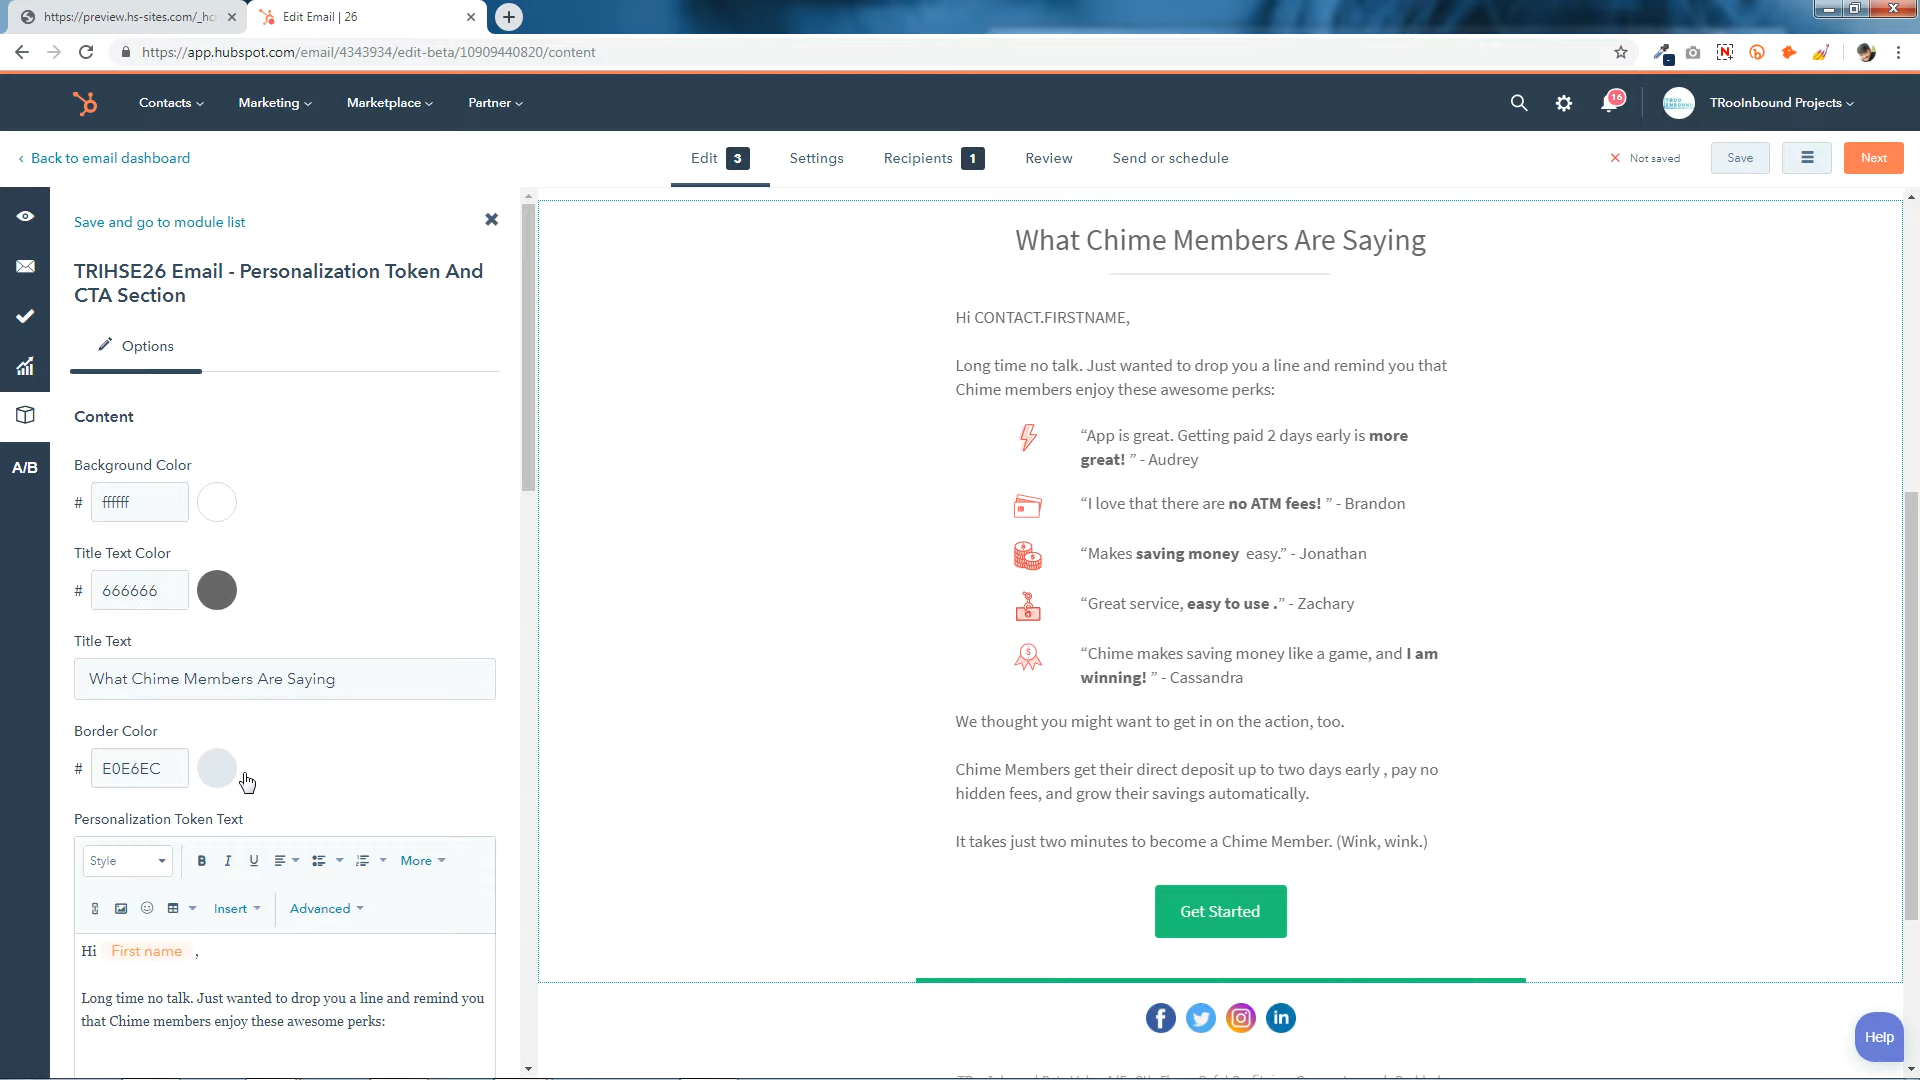 https://preview.hs-sites.com/_hc
Edit Email | 26
https://app.hubspot.com/email/4343934/edit-beta/10909440820/content
Contacts
Marketing
Marketplace
Partner
16
TRooInbound Projects
Back to email dashboard
Edit 3
Settings
Recipients 1
Review
Send or schedule
Not saved
Save
Next
Save and go to module list
TRIHSE26 Email - Personalization Token And
CTA Section
Options
Content
A/B
Background Color
# ffffff
Title Text Color
# 666666
Title Text
What Chime Members Are Saying
Border Color
# E0E6EC
Personalization Token Text
Style
B I U
More
Insert
Advanced
Hi First name ,
Long time no talk. Just wanted to drop you a line and remind you
that Chime members enjoy these awesome perks:
What Chime Members Are Saying
Hi CONTACT.FIRSTNAME,
Long time no talk. Just wanted to drop you a line and remind you that
Chime members enjoy these awesome perks:
“App is great. Getting paid 2 days early is more
great! ” - Audrey
“I love that there are no ATM fees! ” - Brandon
“Makes saving money easy.” - Jonathan
“Great service, easy to use .” - Zachary
“Chime makes saving money like a game, and I am
winning! ” - Cassandra
We thought you might want to get in on the action, too.
Chime Members get their direct deposit up to two days early , pay no
hidden fees, and grow their savings automatically.
It takes just two minutes to become a Chime Member. (Wink, wink.)
Get Started
Help